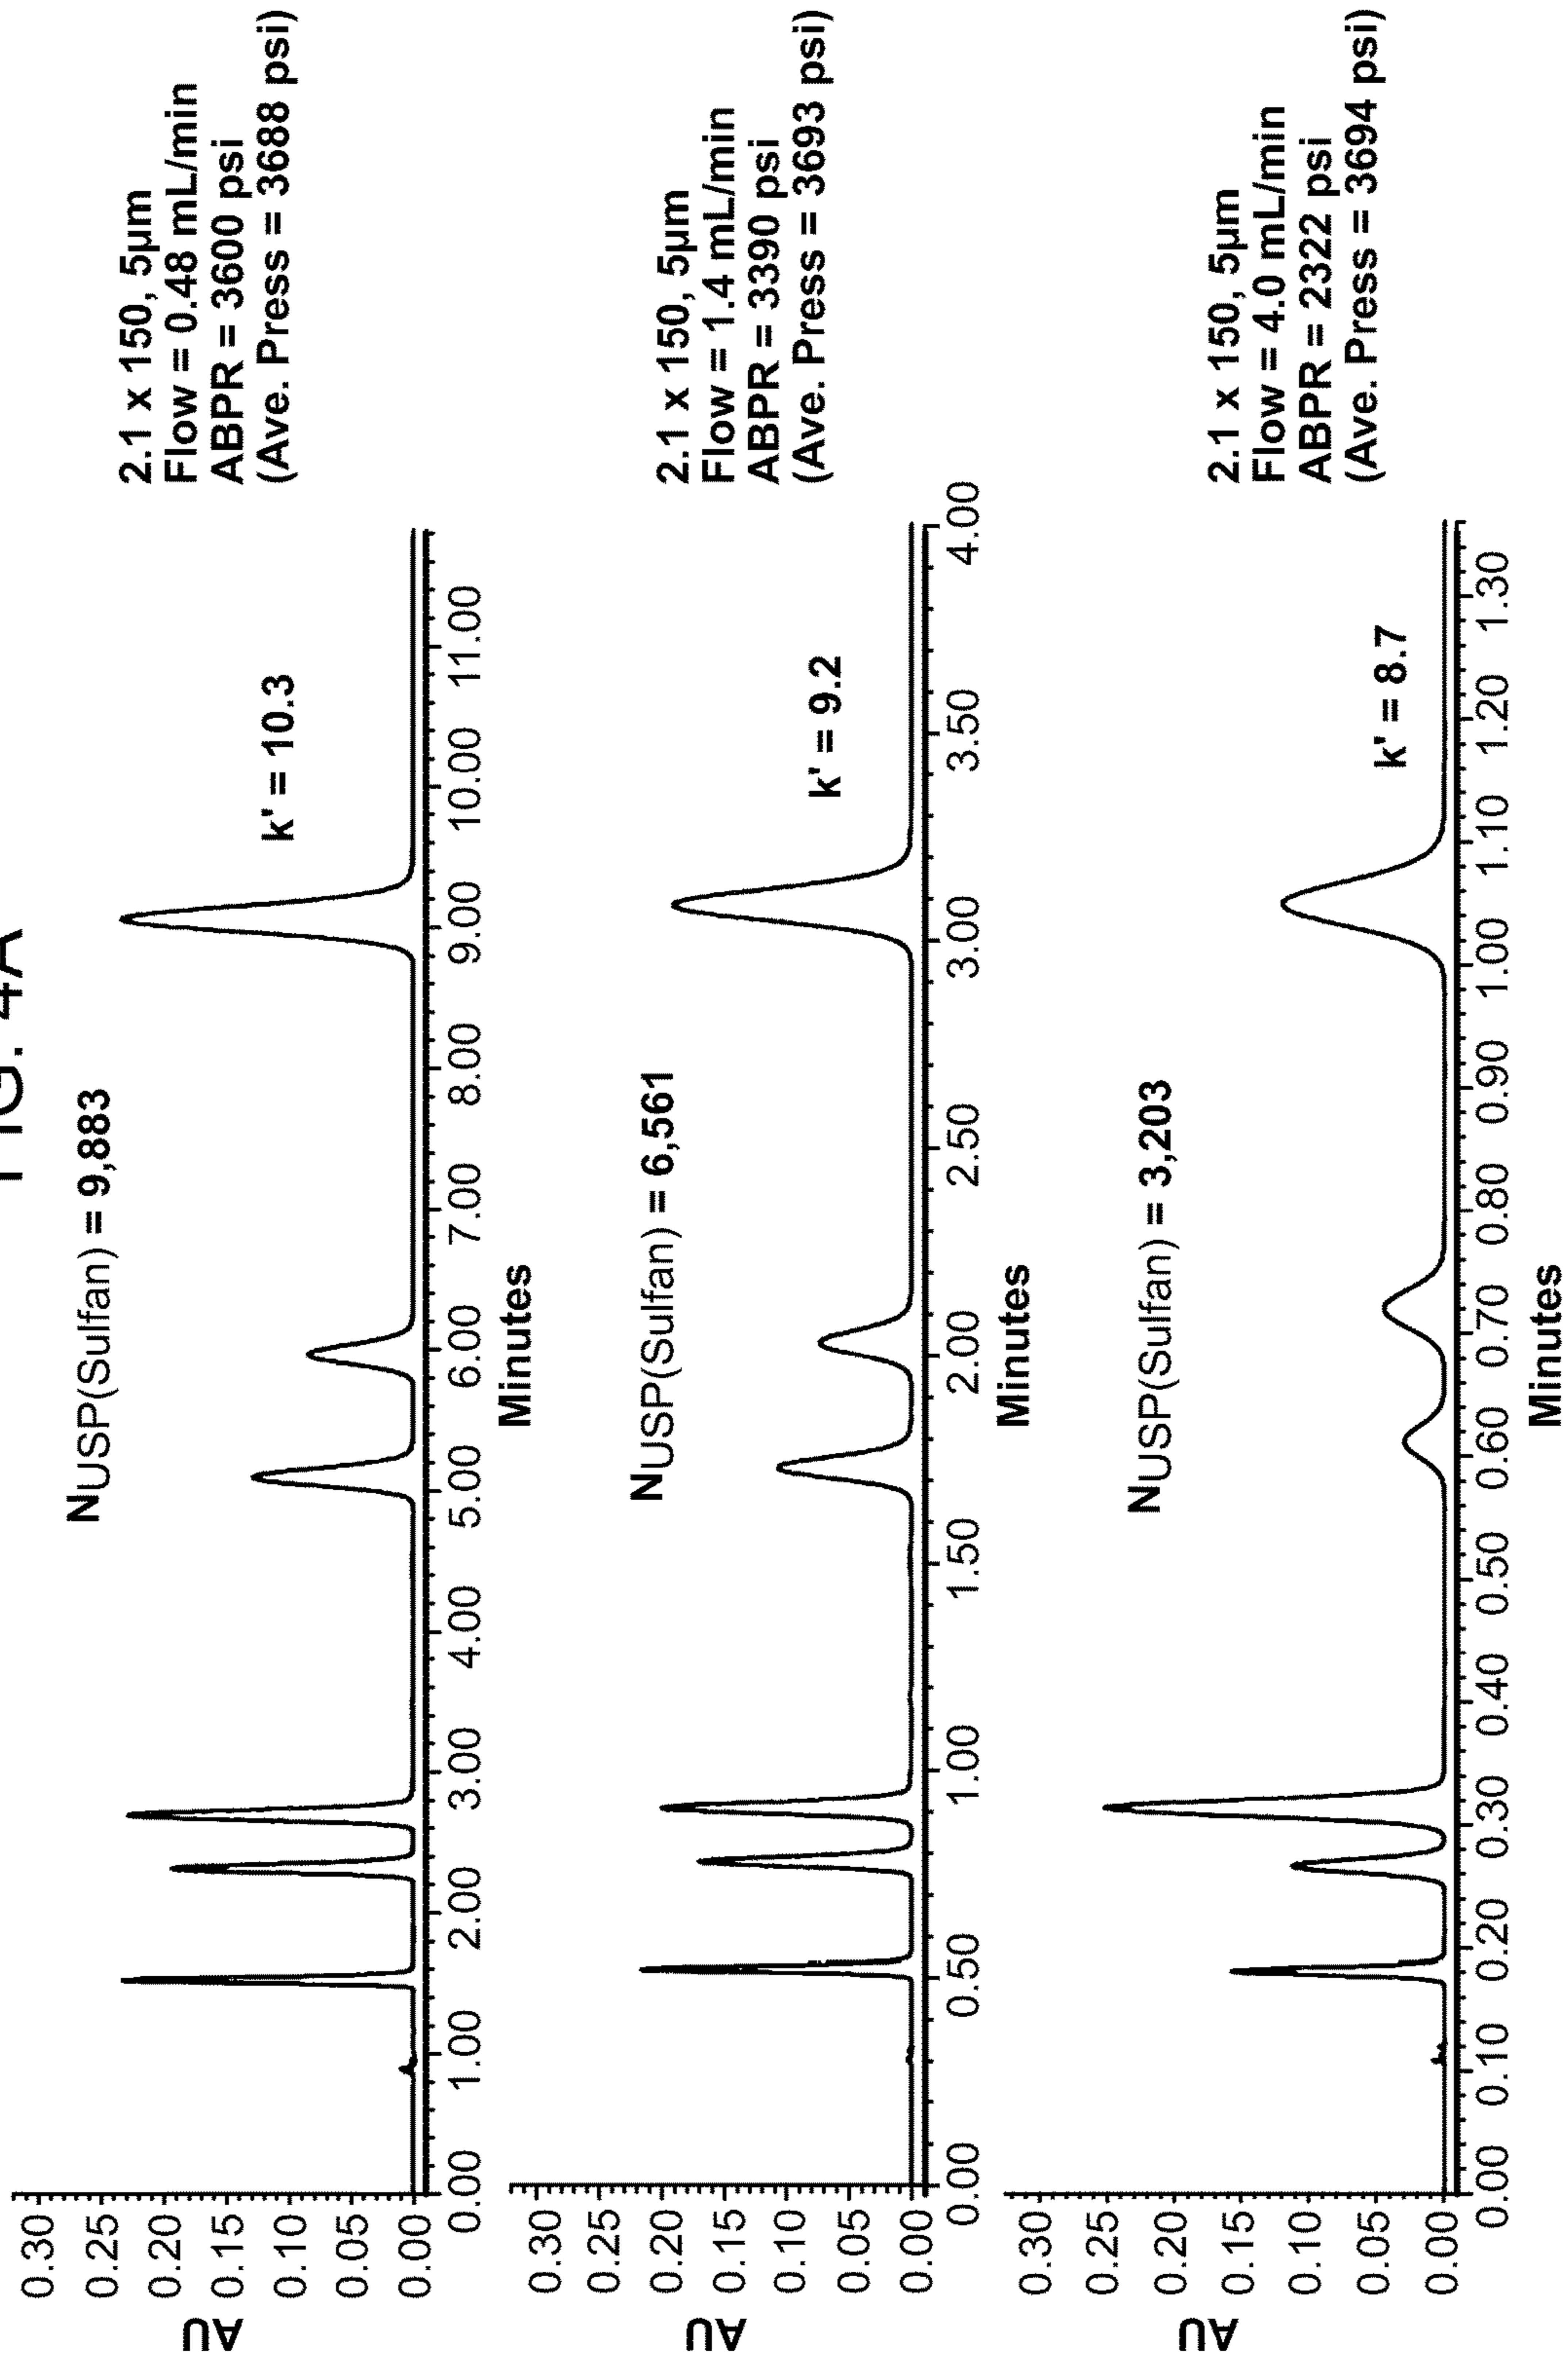 FIG. 4A
AU
0.30
0.25
0.20
0.15
0.10
0.05
0.00
N USP(Sulfan) = 9,883
k' = 10.3
0.00 1.00 2.00 3.00 4.00 5.00 6.00 7.00 8.00 9.00 10.00 11.00
Minutes
2.1 x 150, 5µm
Flow = 0.48 mL/min
ABPR = 3600 psi
(Ave. Press = 3688 psi)
AU
0.30
0.25
0.20
0.15
0.10
0.05
0.00
N USP(Sulfan) = 6,561
k' = 9.2
0.00 0.50 1.00 1.50 2.00 2.50 3.00 3.50 4.00
Minutes
2.1 x 150, 5µm
Flow = 1.4 mL/min
ABPR = 3390 psi
(Ave. Press = 3693 psi)
AU
0.30
0.25
0.20
0.15
0.10
0.05
0.00
N USP(Sulfan) = 3,203
k' = 8.7
0.00 0.10 0.20 0.30 0.40 0.50 0.60 0.70 0.80 0.90 1.00 1.10 1.20 1.30
Minutes
2.1 x 150, 5µm
Flow = 4.0 mL/min
ABPR = 2322 psi
(Ave. Press = 3694 psi)